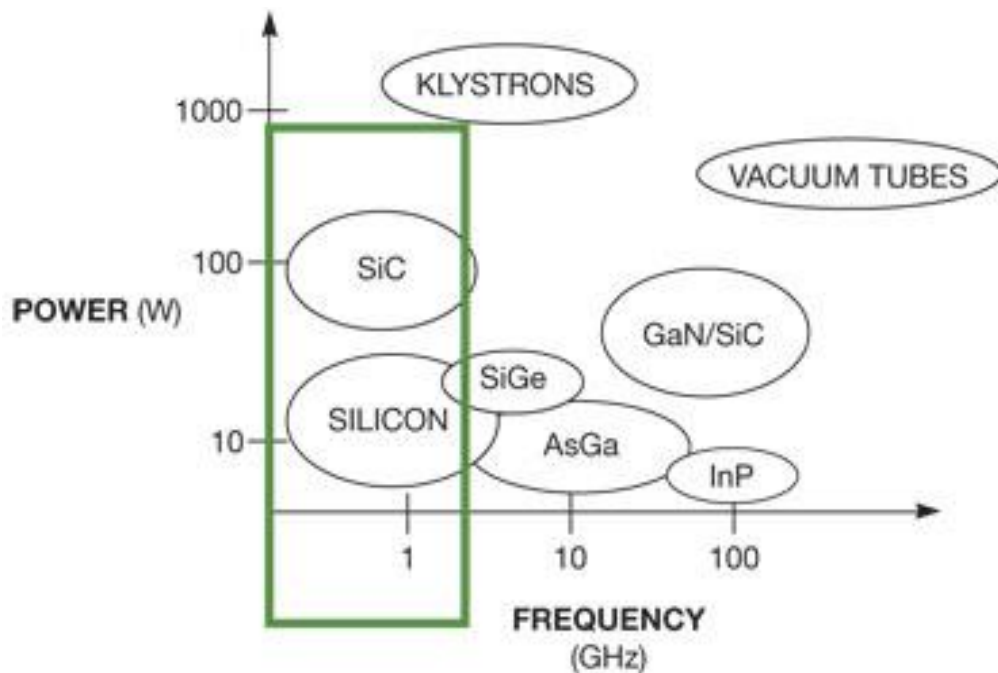 KLYSTRONS
1000
VACUUM TUBES
SiC
100
POWER (W)
GaN/SiC
SiGe
SILICON
10
AsGa
InP
1
10
100
FREQUENCY
(GHz)